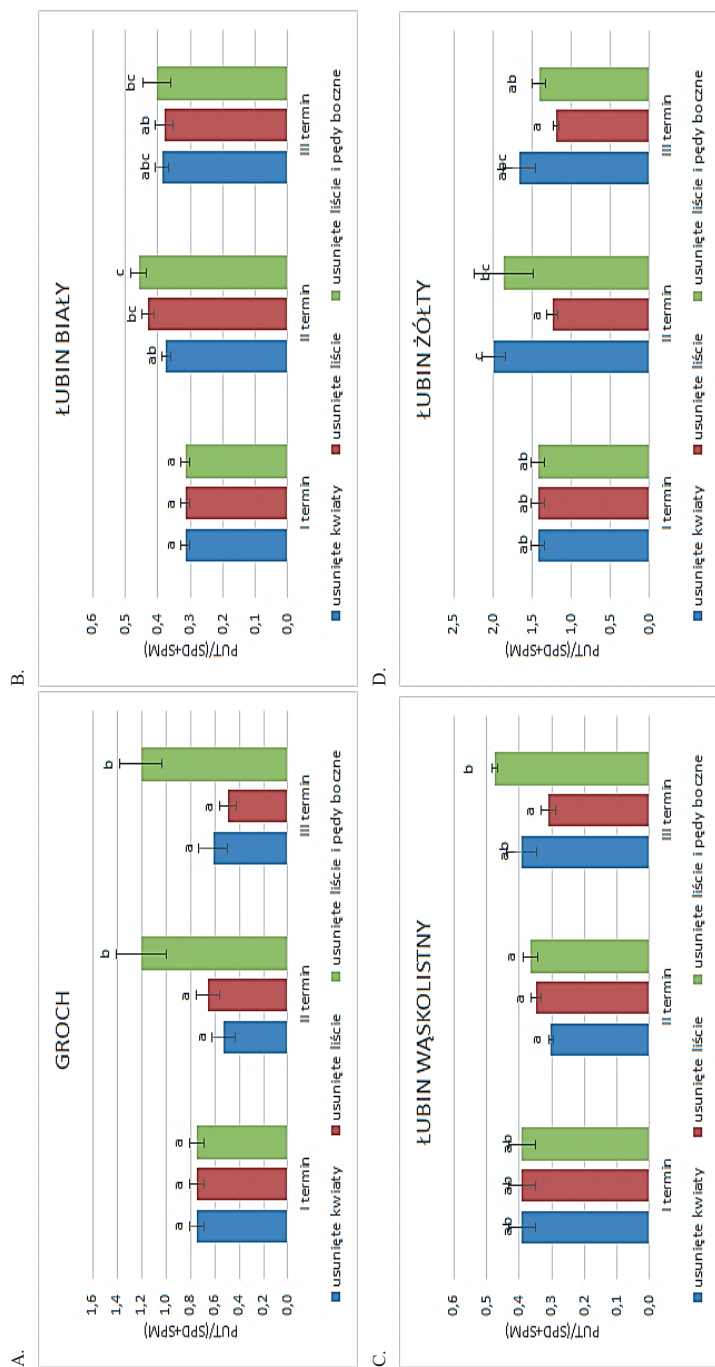 A.
GROCH
PUT/(SPD+SPM)
1,6
1,4
1,2
1,0
0,8
0,6
0,4
0,2
0,0
a a a a a b a a b
I termin II termin III termin
usunięte kwiaty usunięte liście usunięte liście i pędy boczne
B.
ŁUBIN BIAŁY
PUT/(SPD+SPM)
0,6
0,5
0,4
0,3
0,2
0,1
0,0
a a a ab bc c abc ab bc
I termin II termin III termin
usunięte kwiaty usunięte liście usunięte liście i pędy boczne
C.
ŁUBIN WĄSKOLISTNY
PUT/(SPD+SPM)
0,6
0,5
0,4
0,3
0,2
0,1
0,0
ab ab ab a a a ab a b
I termin II termin III termin
usunięte kwiaty usunięte liście usunięte liście i pędy boczne
D.
ŁUBIN ŻÓŁTY
PUT/(SPD+SPM)
2,5
2,0
1,5
1,0
0,5
0,0
ab ab ab c a bc abc a ab
I termin II termin III termin
usunięte kwiaty usunięte liście usunięte liście i pędy boczne